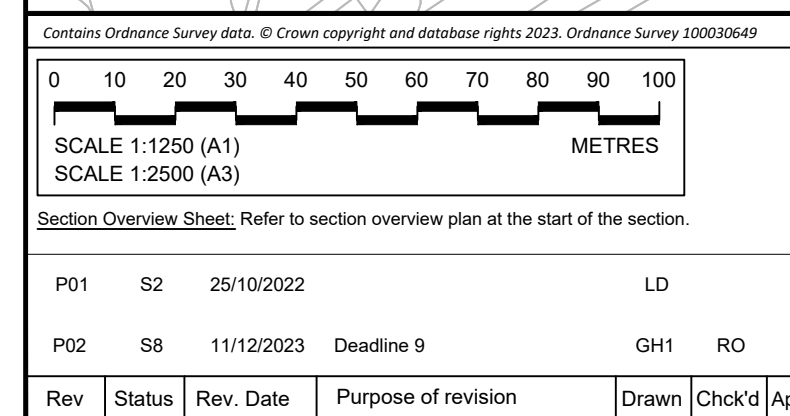 Contains Ordnance Survey data. © Crown copyright and database rights 2023. Ordnance Survey 100030649
0 10 20 30 40 50 60 70 80 90 100
SCALE 1:1250 (A1) METRES
SCALE 1:2500 (A3)
Section Overview Sheet: Refer to section overview plan at the start of the section.
P01 S2 25/10/2022 LD
P02 S8 11/12/2023 Deadline 9 GH1 RO
Rev Status Rev. Date Purpose of revision Drawn Chck'd